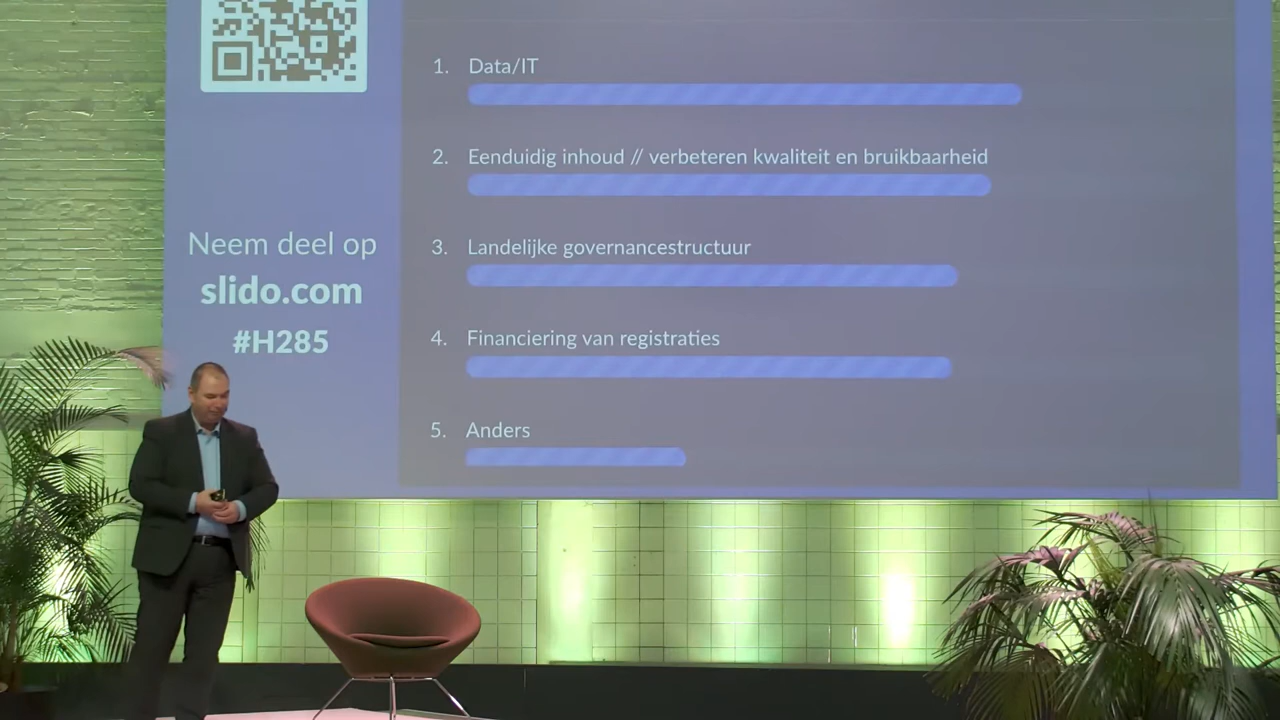 Neem deel op
slido.com
#H285
1. Data/IT
2. Eenduidig inhoud // verbeteren kwaliteit en bruikbaarheid
3. Landelijke governancestructuur
4. Financiering van registraties
5. Anders